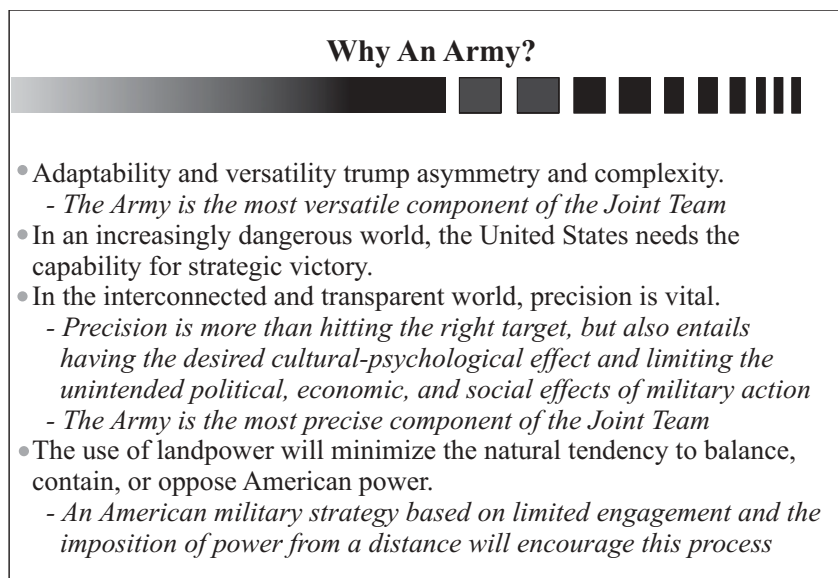 Why An Army?
• Adaptability and versatility trump asymmetry and complexity.
- The Army is the most versatile component of the Joint Team
• In an increasingly dangerous world, the United States needs the
capability for strategic victory.
• In the interconnected and transparent world, precision is vital.
- Precision is more than hitting the right target, but also entails
having the desired cultural-psychological effect and limiting the
unintended political, economic, and social effects of military action
- The Army is the most precise component of the Joint Team
• The use of landpower will minimize the natural tendency to balance,
contain, or oppose American power.
- An American military strategy based on limited engagement and the
imposition of power from a distance will encourage this process